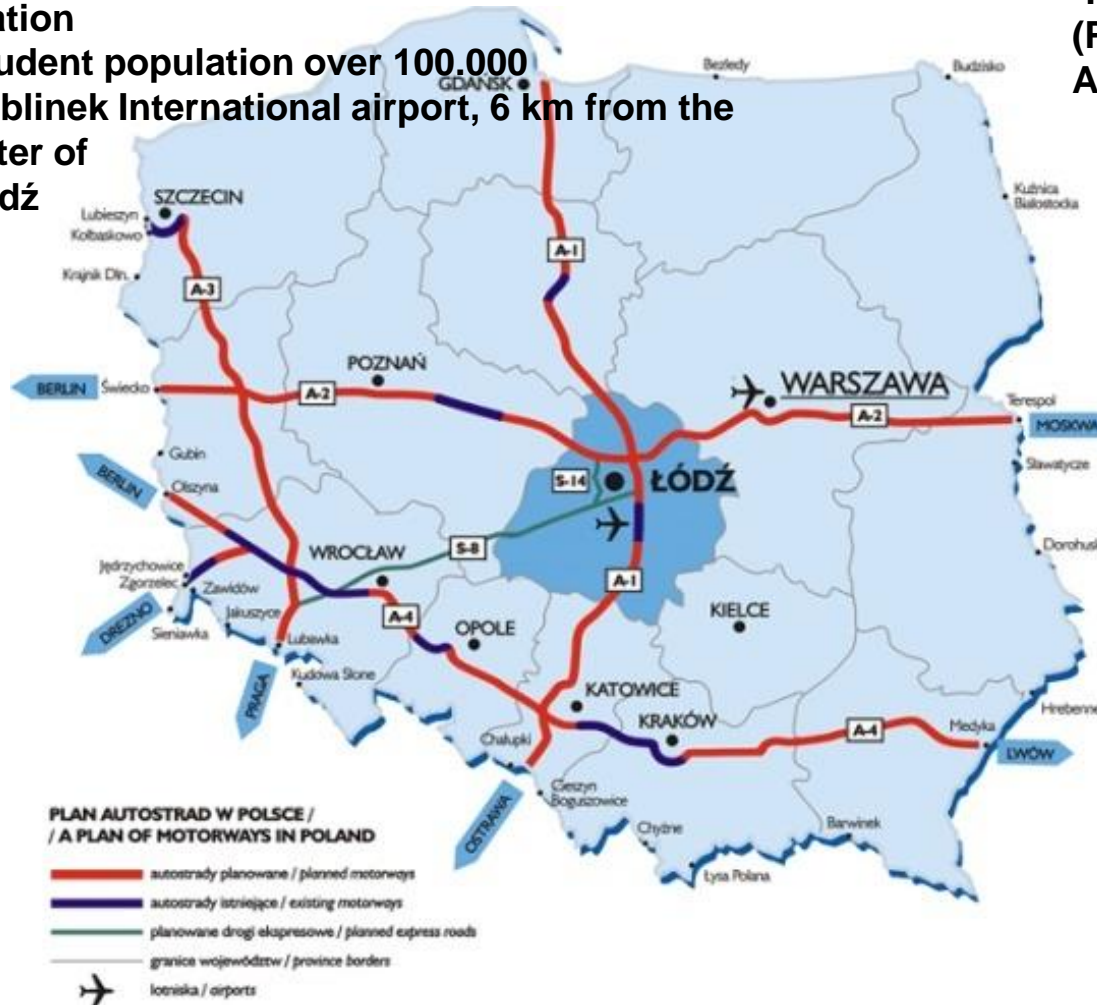 ation
udent population over 100.000
blinek International airport, 6 km from the
ter of
dź
(F
A
GDAŃSK
Bezledy
Budzisko
SZCZECIN
Lubieszyn
Kołbaskowo
Kuźnica
Białostocka
Krajnik Dln.
A-1
A-3
POZNAŃ
WARSZAWA
BERLIN
Świecko
A-2
A-2
Terespol
MOSKWA
Gubin
S-14
ŁÓDŹ
Sławatycze
BERLIN
Olszyna
WROCŁAW
S-8
Dorohusk
Jędrzychowice
Zgorzelec
Zawidów
A-1
DREZNO
Sieniawka
Jakuszyce
A-4
OPOLE
KIELCE
Lubawka
PRAGA
Kudowa Słone
KATOWICE
KRAKÓW
Hrebenne
Medyka
A-4
LWÓW
Chałupki
Cieszyn
Boguszowice
OSTRAWA
Chyżne
Barwinek
Łysa Polana
PLAN AUTOSTRAD W POLSCE /
/ A PLAN OF MOTORWAYS IN POLAND
autostrady planowane / planned motorways
autostrady istniejące / existing motorways
planowane drogi ekspresowe / planned express roads
granice województw / province borders
lotniska / airports